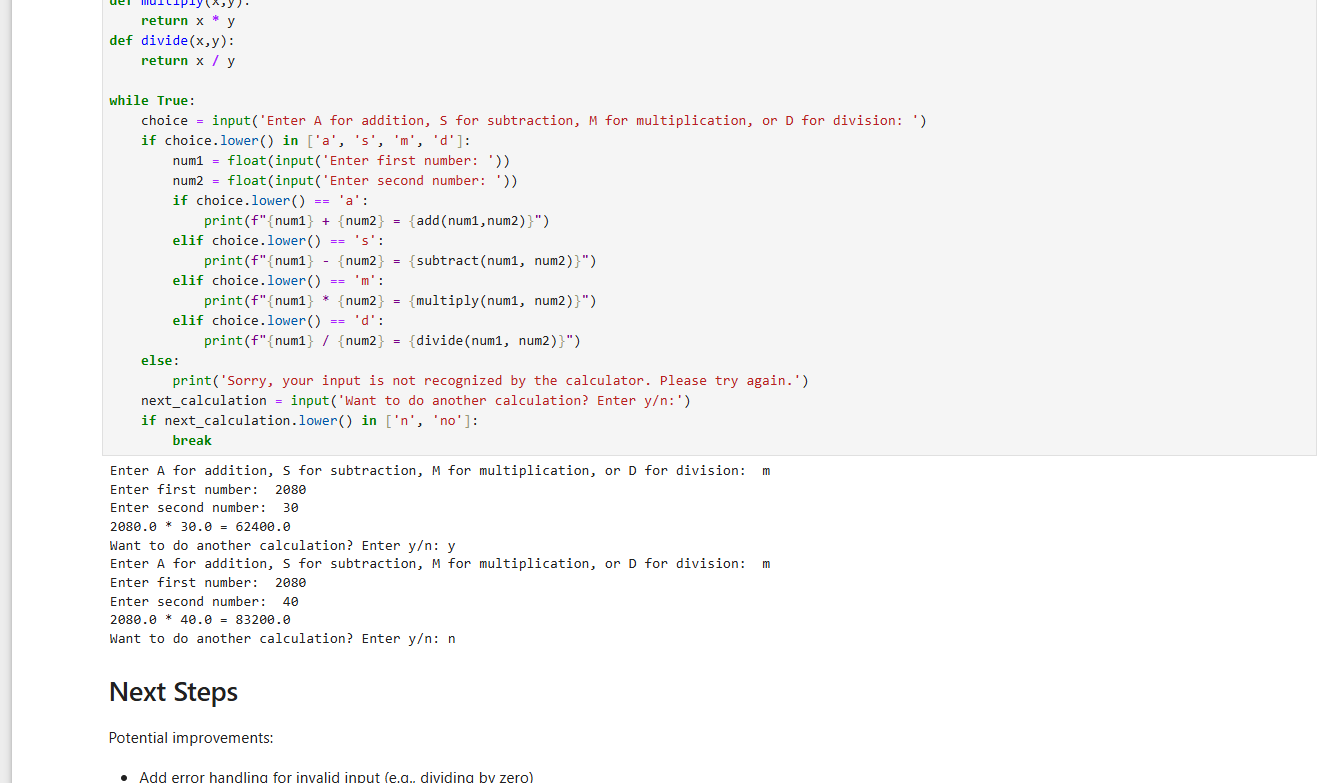 def multiply(x,y):
    return x * y
def divide(x,y):
    return x / y
while True:
    choice = input('Enter A for addition, S for subtraction, M for multiplication, or D for division: ')
    if choice.lower() in ['a', 's', 'm', 'd']:
        num1 = float(input('Enter first number: '))
        num2 = float(input('Enter second number: '))
        if choice.lower() == 'a':
            print(f"{num1} + {num2} = {add(num1,num2)}")
        elif choice.lower() == 's':
            print(f"{num1} - {num2} = {subtract(num1, num2)}")
        elif choice.lower() == 'm':
            print(f"{num1} * {num2} = {multiply(num1, num2)}")
        elif choice.lower() == 'd':
            print(f"{num1} / {num2} = {divide(num1, num2)}")
    else:
        print('Sorry, your input is not recognized by the calculator. Please try again.')
    next_calculation = input('Want to do another calculation? Enter y/n:')
    if next_calculation.lower() in ['n', 'no']:
        break
Enter A for addition, S for subtraction, M for multiplication, or D for division:  m
Enter first number:  2080
Enter second number:  30
2080.0 * 30.0 = 62400.0
Want to do another calculation? Enter y/n: y
Enter A for addition, S for subtraction, M for multiplication, or D for division:  m
Enter first number:  2080
Enter second number:  40
2080.0 * 40.0 = 83200.0
Want to do another calculation? Enter y/n: n
Next Steps
Potential improvements:
• Add error handling for invalid input (e.g., dividing by zero)